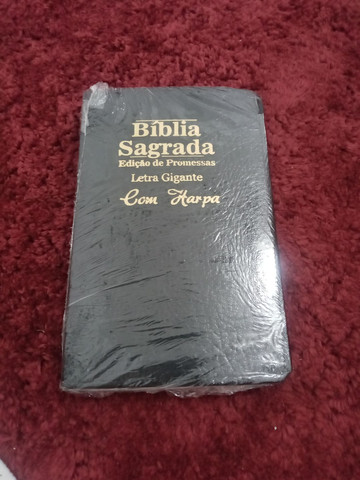 Bíblia
Sagrada
Edição de Promessas
Letra Gigante
Com Harpa